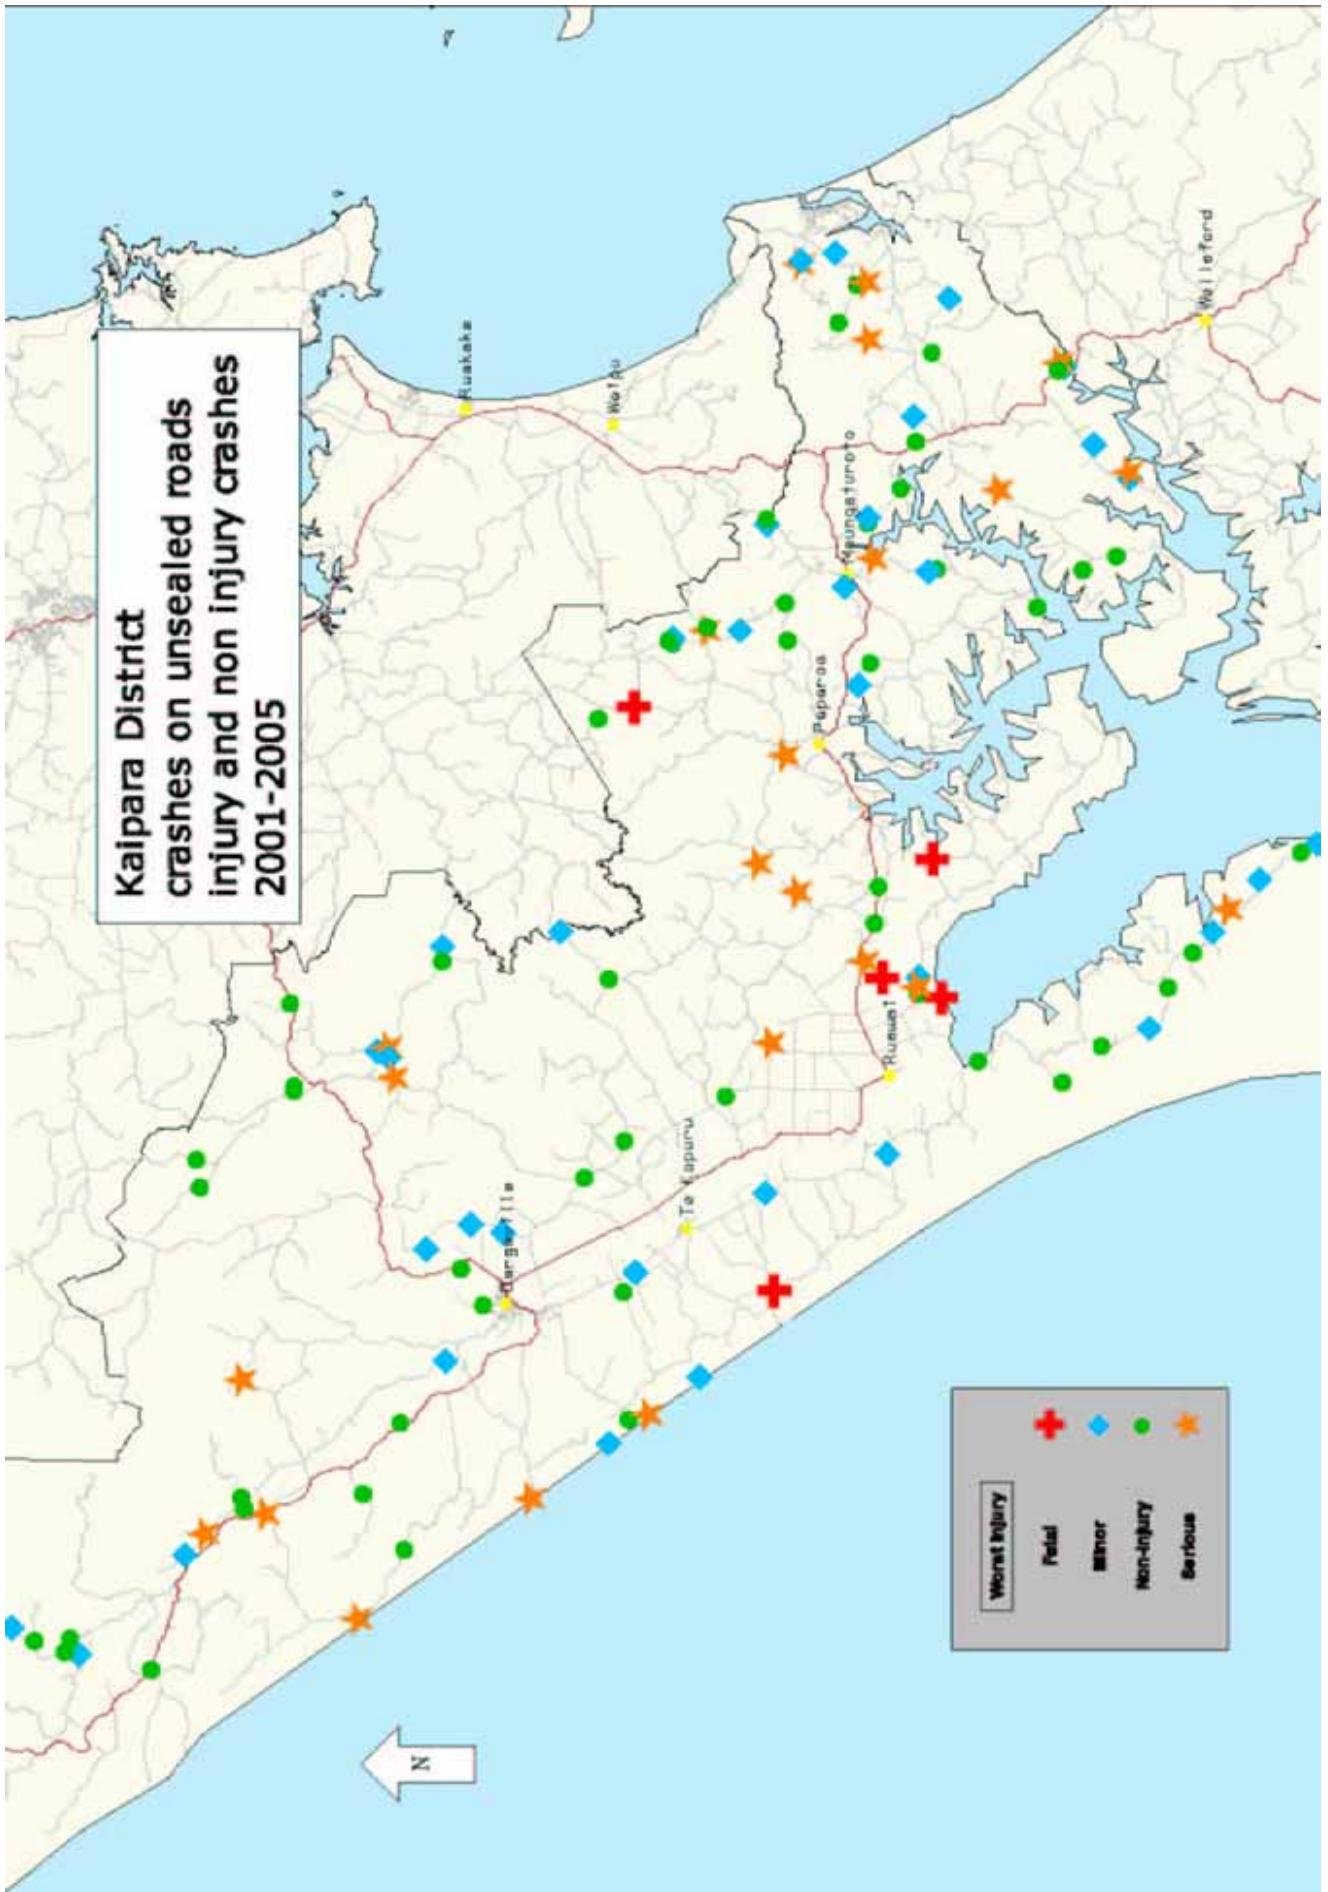 Kaipara District
crashes on unsealed roads
injury and non injury crashes
2001-2005
Ruakaka
Waipu
Maungaturoto
Paparoa
Wellsford
Ruawai
Te Kopuru
Dargaville
N
Worst Injury
Fatal
Minor
Non-injury
Serious